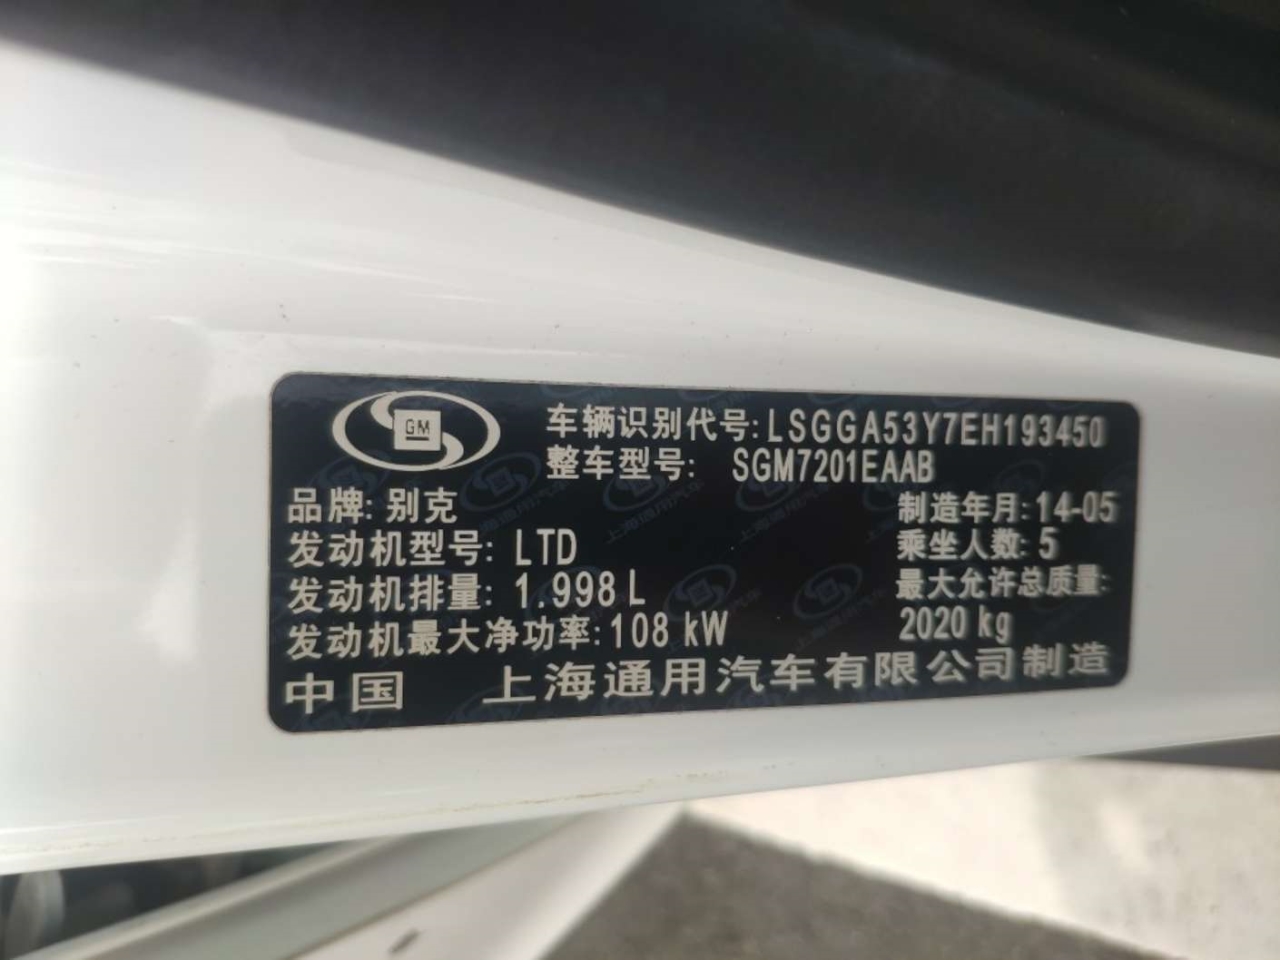 GM
车辆识别代号:LSGGA53Y7EH193450
整车型号: SGM7201EAAB
品牌: 别克
制造年月:14-05
发动机型号: LTD
乘坐人数: 5
发动机排量: 1.998 L
最大允许总质量:
发动机最大净功率:108 kW
2020 kg
中国 上海通用汽车有限公司制造